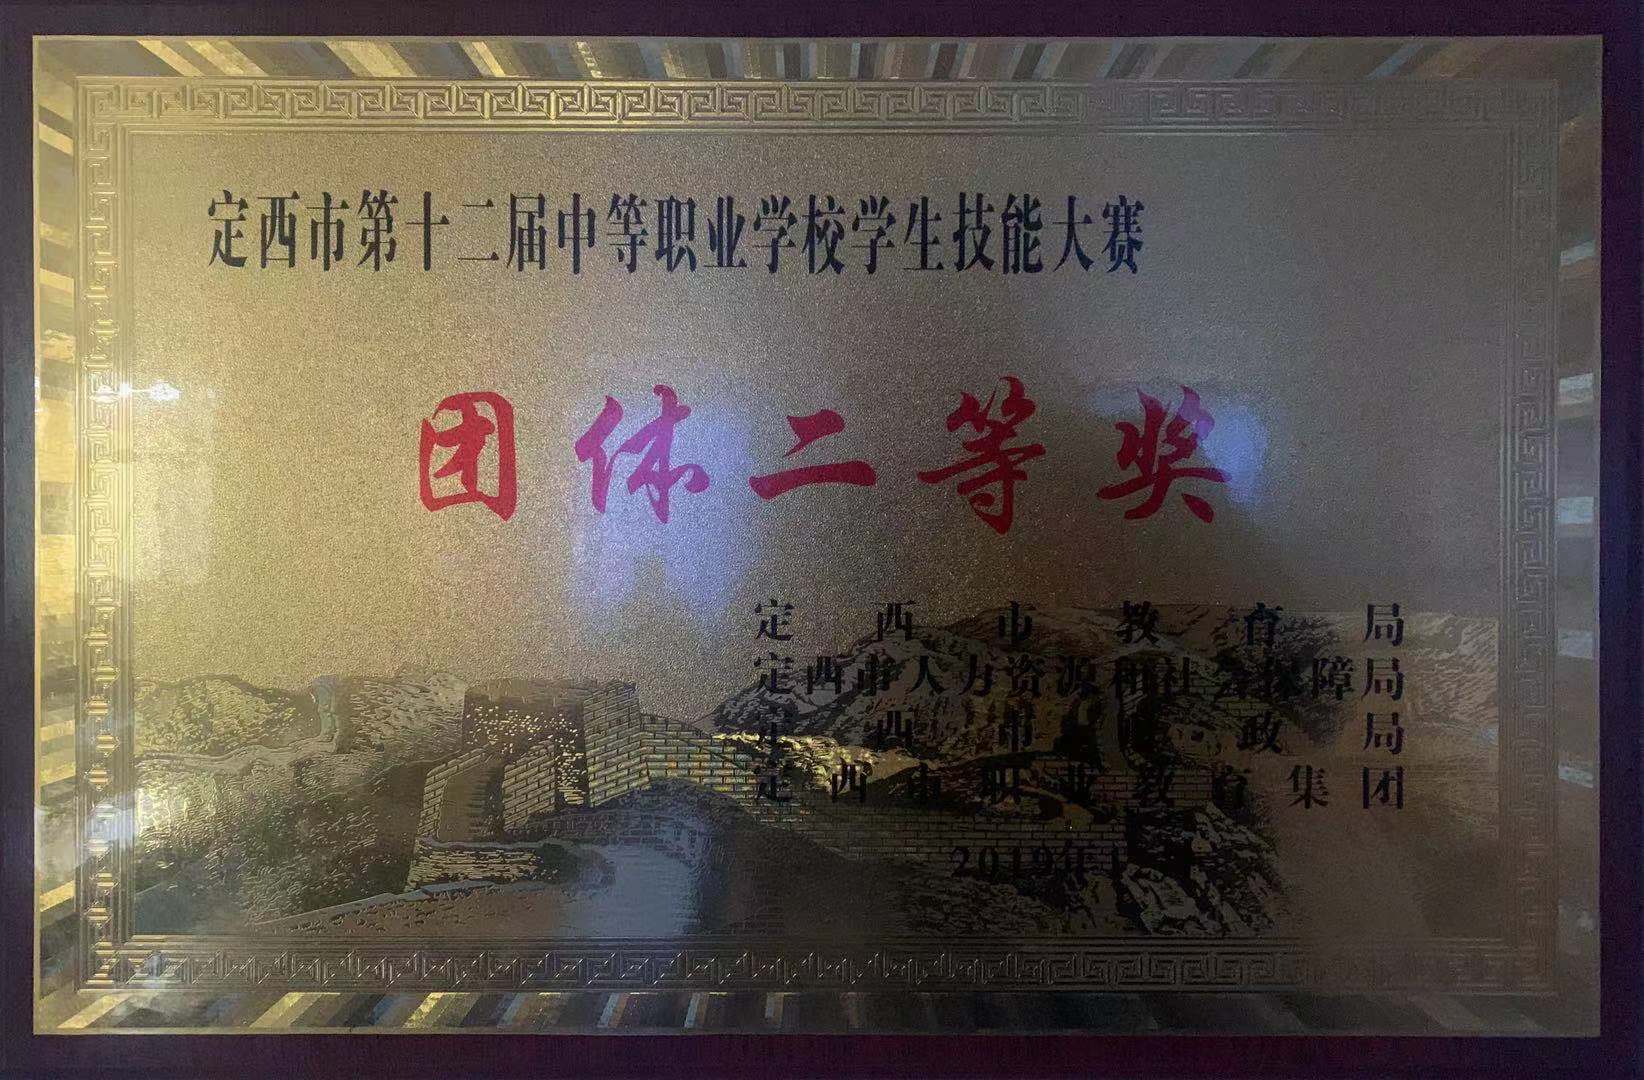 定西市第十二届中等职业学校学生技能大赛
团体二等奖
定西市教育局
定西市人力资源和社会保障局
定西市财政局
定西市职业教育集团
2019年十